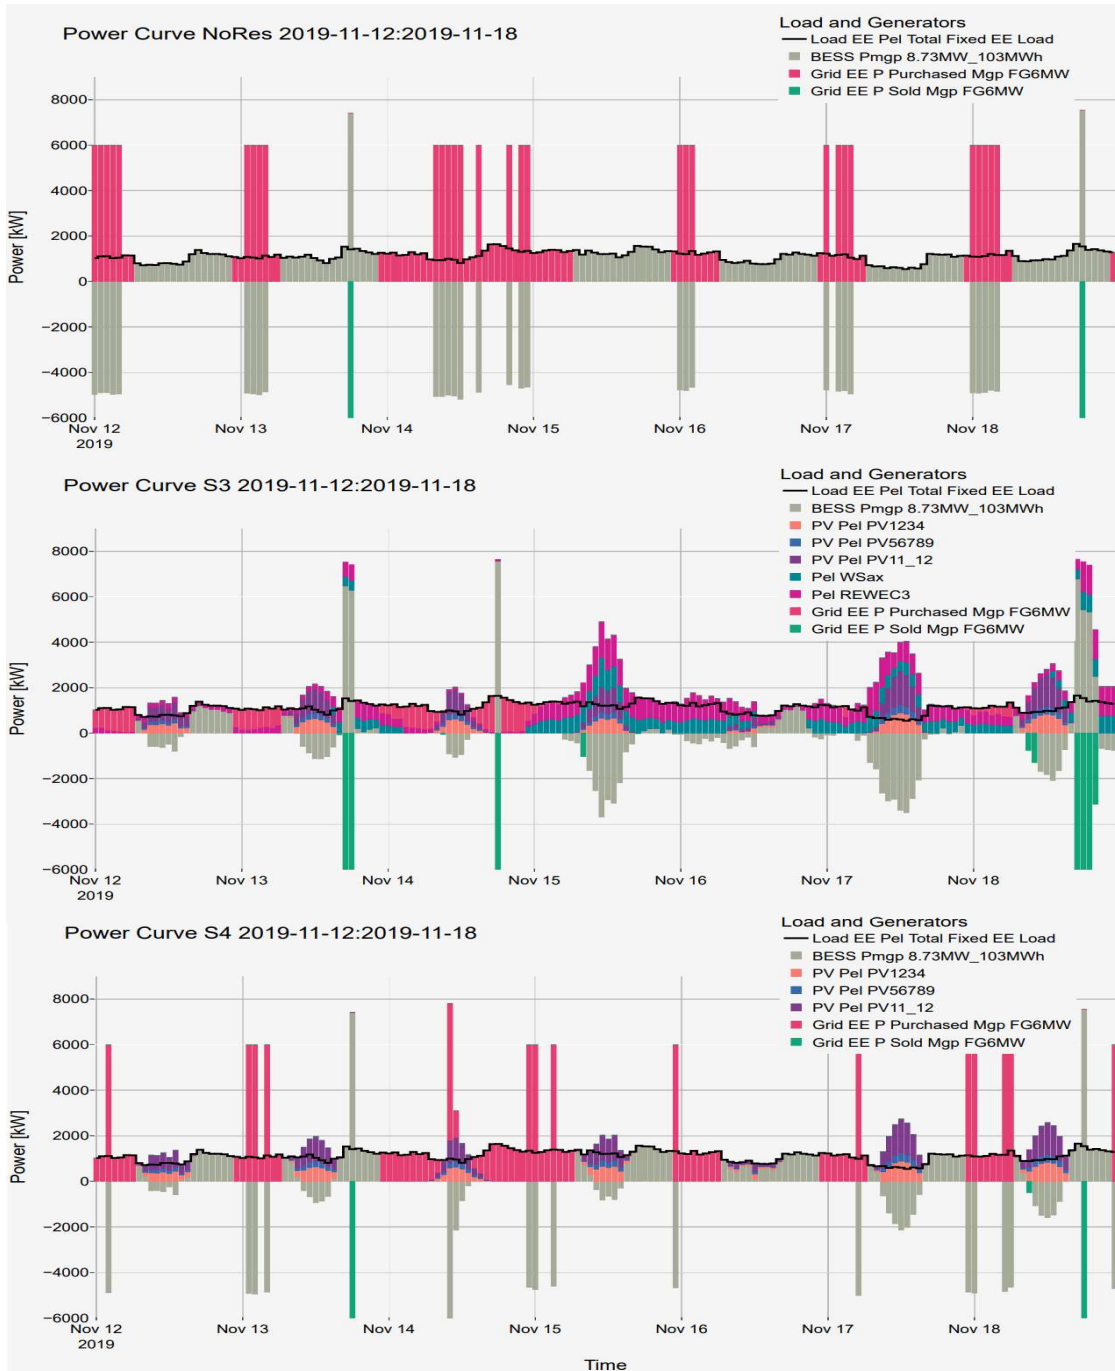 Power Curve NoRes 2019-11-12:2019-11-18
Load and Generators
Load EE Pel Total Fixed EE Load
BESS Pmgp 8.73MW_103MWh
Grid EE P Purchased Mgp FG6MW
Grid EE P Sold Mgp FG6MW
Power [kW]
8000
6000
4000
2000
0
−2000
−4000
−6000
Nov 12 Nov 13 Nov 14 Nov 15 Nov 16 Nov 17 Nov 18
2019
Power Curve S3 2019-11-12:2019-11-18
Load and Generators
Load EE Pel Total Fixed EE Load
BESS Pmgp 8.73MW_103MWh
PV Pel PV1234
PV Pel PV56789
PV Pel PV11_12
Pel WSax
Pel REWEC3
Grid EE P Purchased Mgp FG6MW
Grid EE P Sold Mgp FG6MW
Power [kW]
8000
6000
4000
2000
0
−2000
−4000
−6000
Nov 12 Nov 13 Nov 14 Nov 15 Nov 16 Nov 17 Nov 18
2019
Power Curve S4 2019-11-12:2019-11-18
Load and Generators
Load EE Pel Total Fixed EE Load
BESS Pmgp 8.73MW_103MWh
PV Pel PV1234
PV Pel PV56789
PV Pel PV11_12
Grid EE P Purchased Mgp FG6MW
Grid EE P Sold Mgp FG6MW
Power [kW]
8000
6000
4000
2000
0
−2000
−4000
−6000
Nov 12 Nov 13 Nov 14 Nov 15 Nov 16 Nov 17 Nov 18
2019
Time